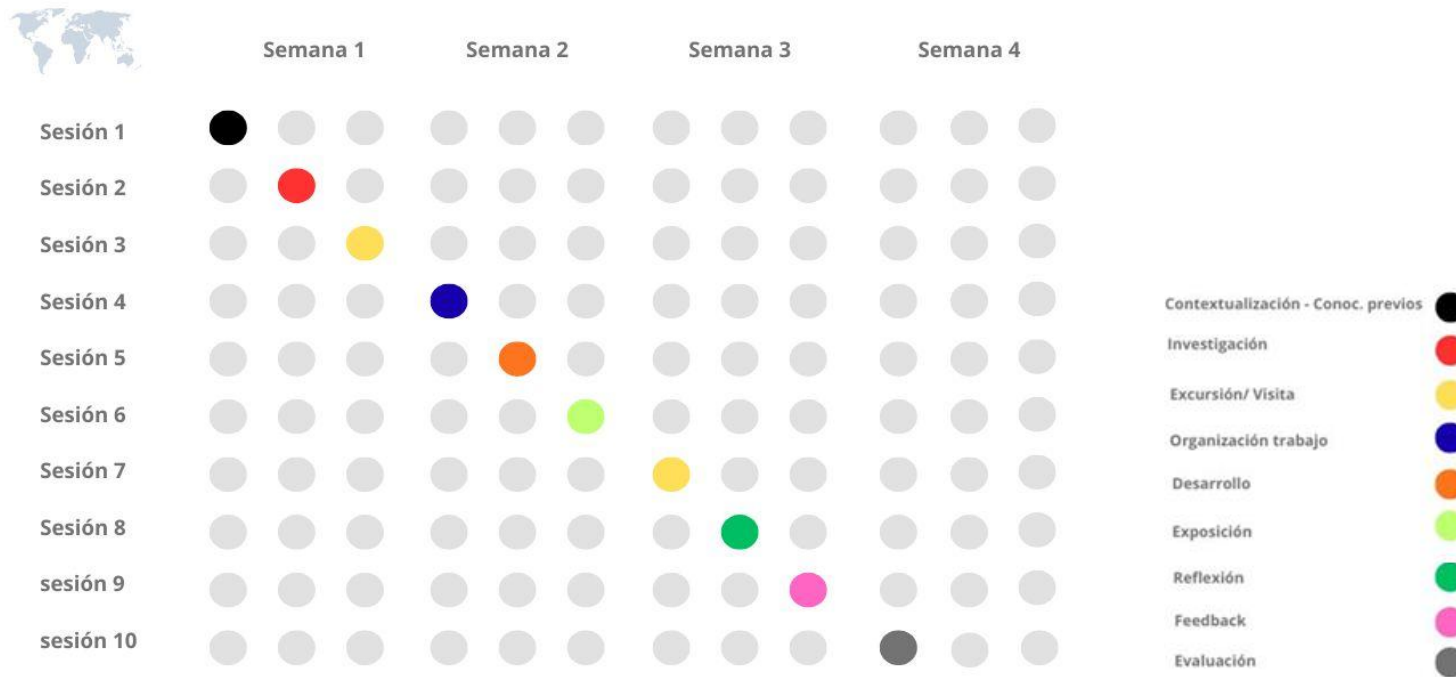 Semana 1
Semana 2
Semana 3
Semana 4
Sesión 1
Sesión 2
Sesión 3
Sesión 4
Sesión 5
Sesión 6
Sesión 7
Sesión 8
sesión 9
sesión 10
Contextualización - Conoc. previos
Investigación
Excursión/ Visita
Organización trabajo
Desarrollo
Exposición
Reflexión
Feedback
Evaluación